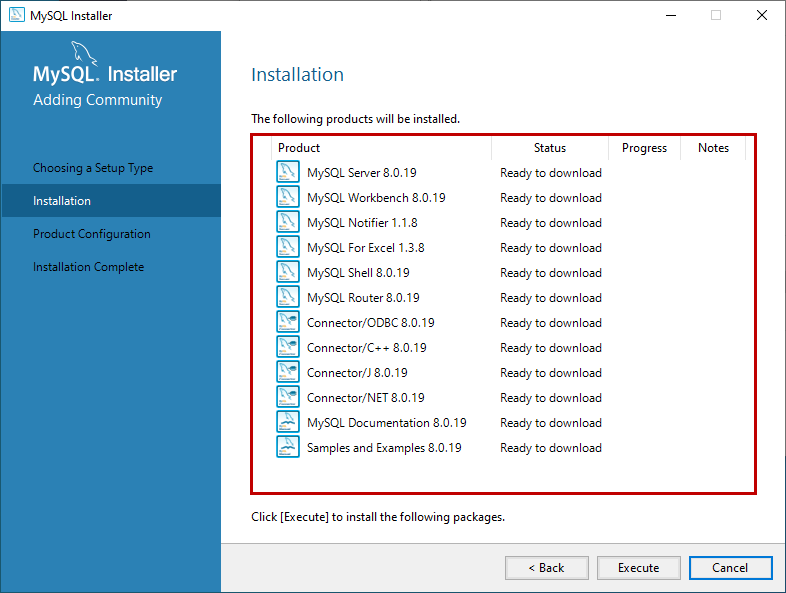 MySQL Installer
MySQL. Installer
Adding Community
Choosing a Setup Type
Installation
Product Configuration
Installation Complete
Installation
The following products will be installed.
Product Status Progress Notes
MySQL Server 8.0.19 Ready to download
MySQL Workbench 8.0.19 Ready to download
MySQL Notifier 1.1.8 Ready to download
MySQL For Excel 1.3.8 Ready to download
MySQL Shell 8.0.19 Ready to download
MySQL Router 8.0.19 Ready to download
Connector/ODBC 8.0.19 Ready to download
Connector/C++ 8.0.19 Ready to download
Connector/J 8.0.19 Ready to download
Connector/NET 8.0.19 Ready to download
MySQL Documentation 8.0.19 Ready to download
Samples and Examples 8.0.19 Ready to download
Click [Execute] to install the following packages.
< Back Execute Cancel